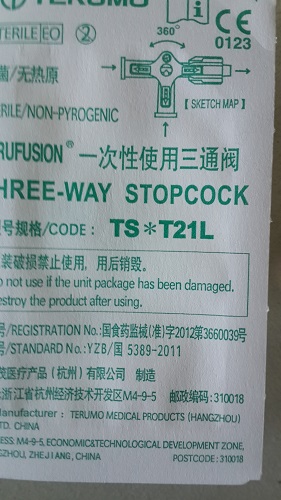 TERUMO
STERILE EO 2
CE
0123
360°
菌/无热原
RILE/NON-PYROGENIC
[ SKETCH MAP ]
RUFUSION® 一次性使用三通阀
HREE-WAY STOPCOCK
号规格/CODE: TS*T21L
装破损禁止使用，用后销毁。
o not use if the unit package has been damaged.
estroy the product after using.
号/REGISTRATION No.:国食药监械(准)字2012第3660039号
号/STANDARD No.:YZB/国 5389-2011
茂医疗产品（杭州）有限公司 制造
:浙江省杭州经济技术开发区M4-9-5 邮政编码:310018
Manufacturer: TERUMO MEDICAL PRODUCTS (HANGZHOU)
TD. CHINA
ESS: M4-9-5, ECONOMIC&TECHNOLOGICAL DEVELOPMENT ZONE,
GZHOU, ZHEJIANG, CHINA POSTCODE: 310018